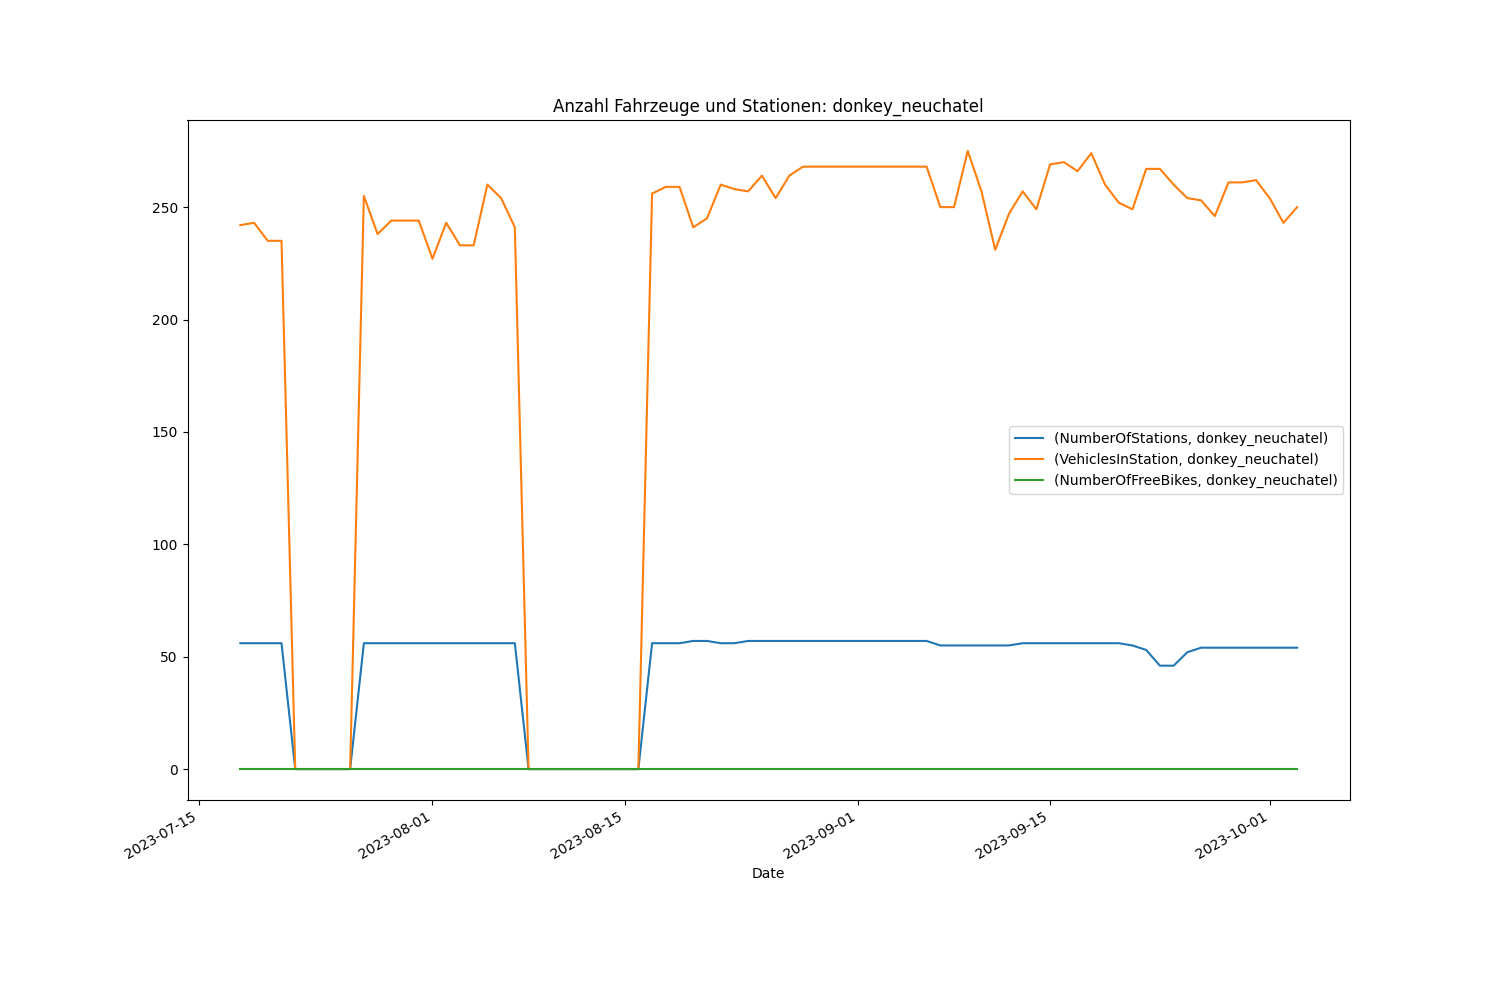 Anzahl Fahrzeuge und Stationen: donkey_neuchatel
250
200
150
100
50
0
(NumberOfStations, donkey_neuchatel)
(VehiclesInStation, donkey_neuchatel)
(NumberOfFreeBikes, donkey_neuchatel)
2023-07-15
2023-08-01
2023-08-15
2023-09-01
2023-09-15
2023-10-01
Date